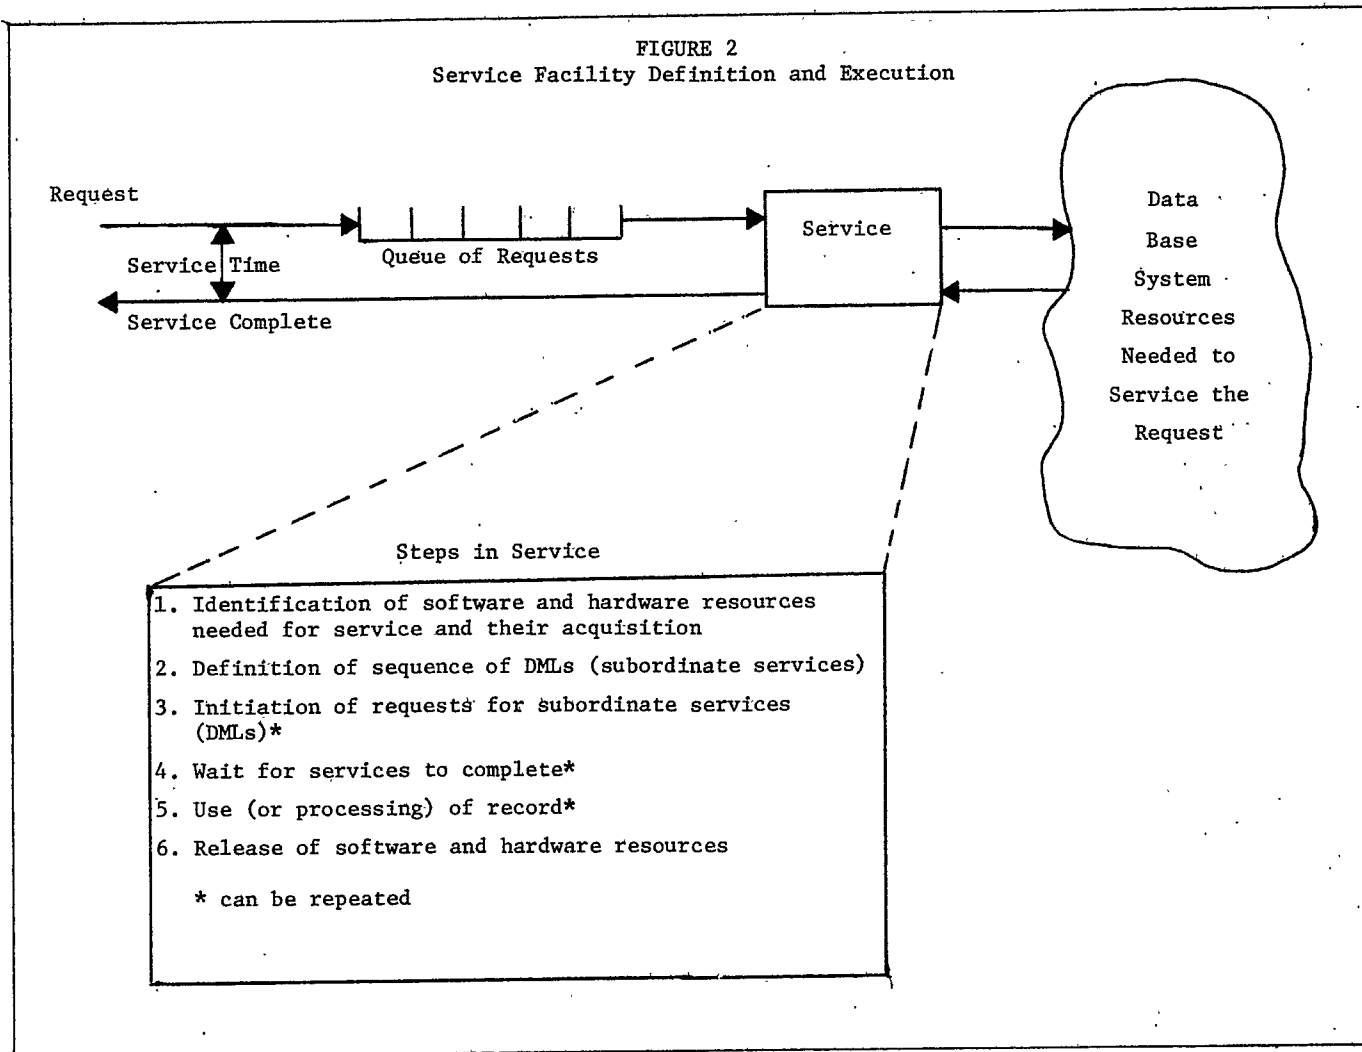 FIGURE 2
Service Facility Definition and Execution
Request
Service Time
Queue of Requests
Service Complete
Service
Data
Base
System
Resources
Needed to
Service the
Request
Steps in Service
1. Identification of software and hardware resources
needed for service and their acquisition
2. Definition of sequence of DMLs (subordinate services)
3. Initiation of requests for subordinate services
(DMLs)*
4. Wait for services to complete*
5. Use (or processing) of record*
6. Release of software and hardware resources
* can be repeated